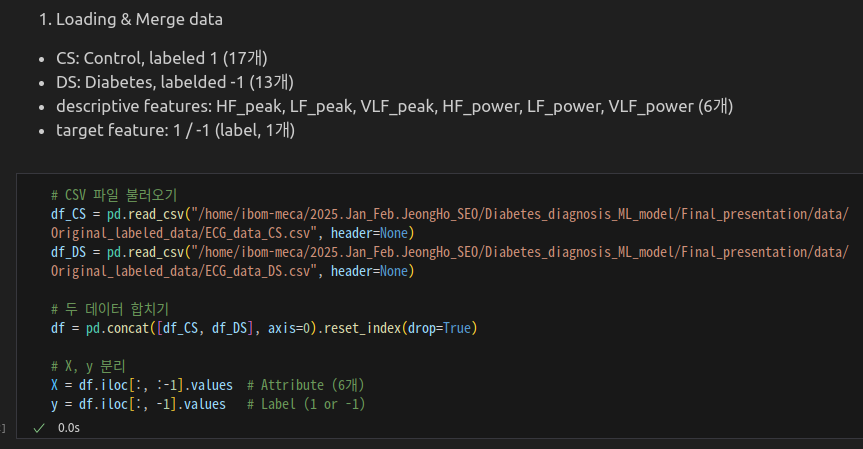 1. Loading & Merge data
• CS: Control, labeled 1 (17개)
• DS: Diabetes, labelded -1 (13개)
• descriptive features: HF_peak, LF_peak, VLF_peak, HF_power, LF_power, VLF_power (6개)
• target feature: 1 / -1 (label, 1개)
# CSV 파일 불러오기
df_CS = pd.read_csv("/home/ibom-meca/2025.Jan_Feb.JeongHo_SEO/Diabetes_diagnosis_ML_model/Final_presentation/data/
Original_labeled_data/ECG_data_CS.csv", header=None)
df_DS = pd.read_csv("/home/ibom-meca/2025.Jan_Feb.JeongHo_SEO/Diabetes_diagnosis_ML_model/Final_presentation/data/
Original_labeled_data/ECG_data_DS.csv", header=None)
# 두 데이터 합치기
df = pd.concat([df_CS, df_DS], axis=0).reset_index(drop=True)
# X, y 분리
X = df.iloc[:, :-1].values  # Attribute (6개)
y = df.iloc[:, -1].values   # Label (1 or -1)
] ✓ 0.0s